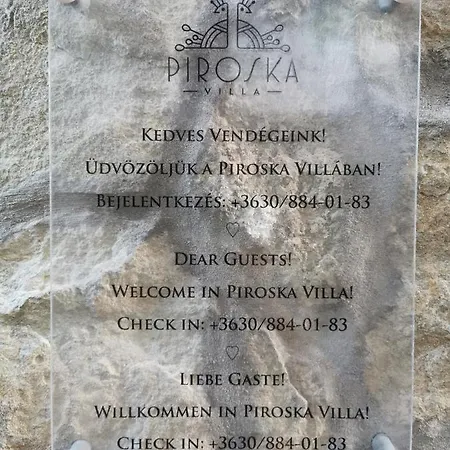 PIROSKA
VILLA
KEDVES VENDÉGEINK!
ÜDVÖZÖLJÜK A PIROSKA VILLÁBAN!
BEJELENTKEZÉS: +3630/884-01-83
DEAR GUESTS!
WELCOME IN PIROSKA VILLA!
CHECK IN: +3630/884-01-83
LIEBE GASTE!
WILLKOMMEN IN PIROSKA VILLA!
CHECK IN: +3630/884-01-83